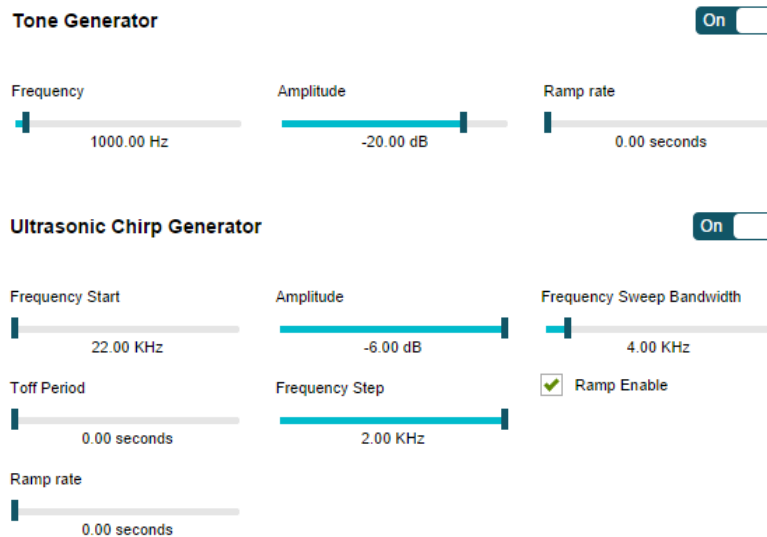 Tone Generator On
Frequency Amplitude Ramp rate
1000.00 Hz -20.00 dB 0.00 seconds
Ultrasonic Chirp Generator On
Frequency Start Amplitude Frequency Sweep Bandwidth
22.00 KHz -6.00 dB 4.00 KHz
Toff Period Frequency Step Ramp Enable
0.00 seconds 2.00 KHz
Ramp rate
0.00 seconds